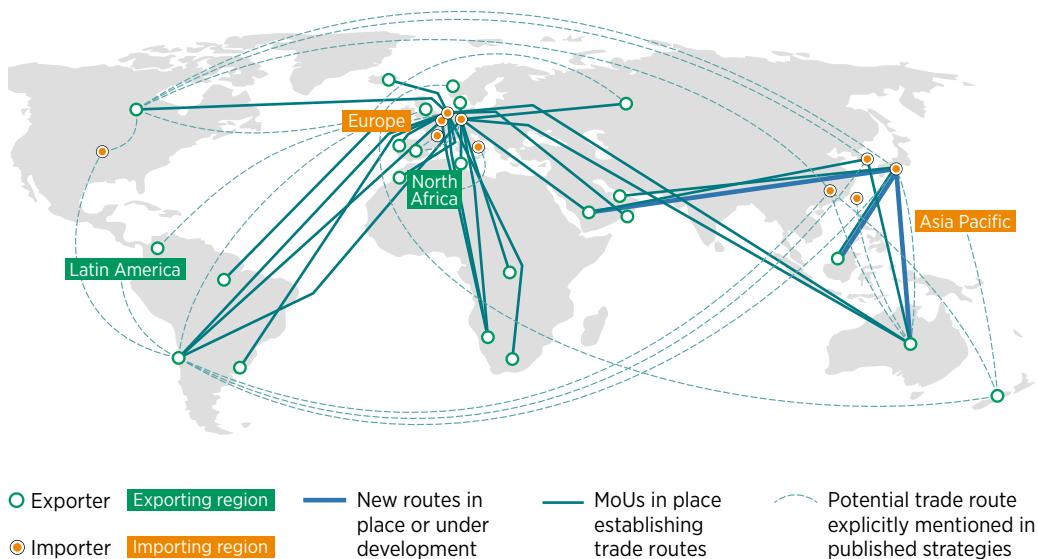 Europe
North
Africa
Latin America
Asia Pacific
Exporter
Exporting region
New routes in
place or under
development
MoUs in place
establishing
trade routes
Potential trade route
explicitly mentioned in
published strategies
Importer
Importing region